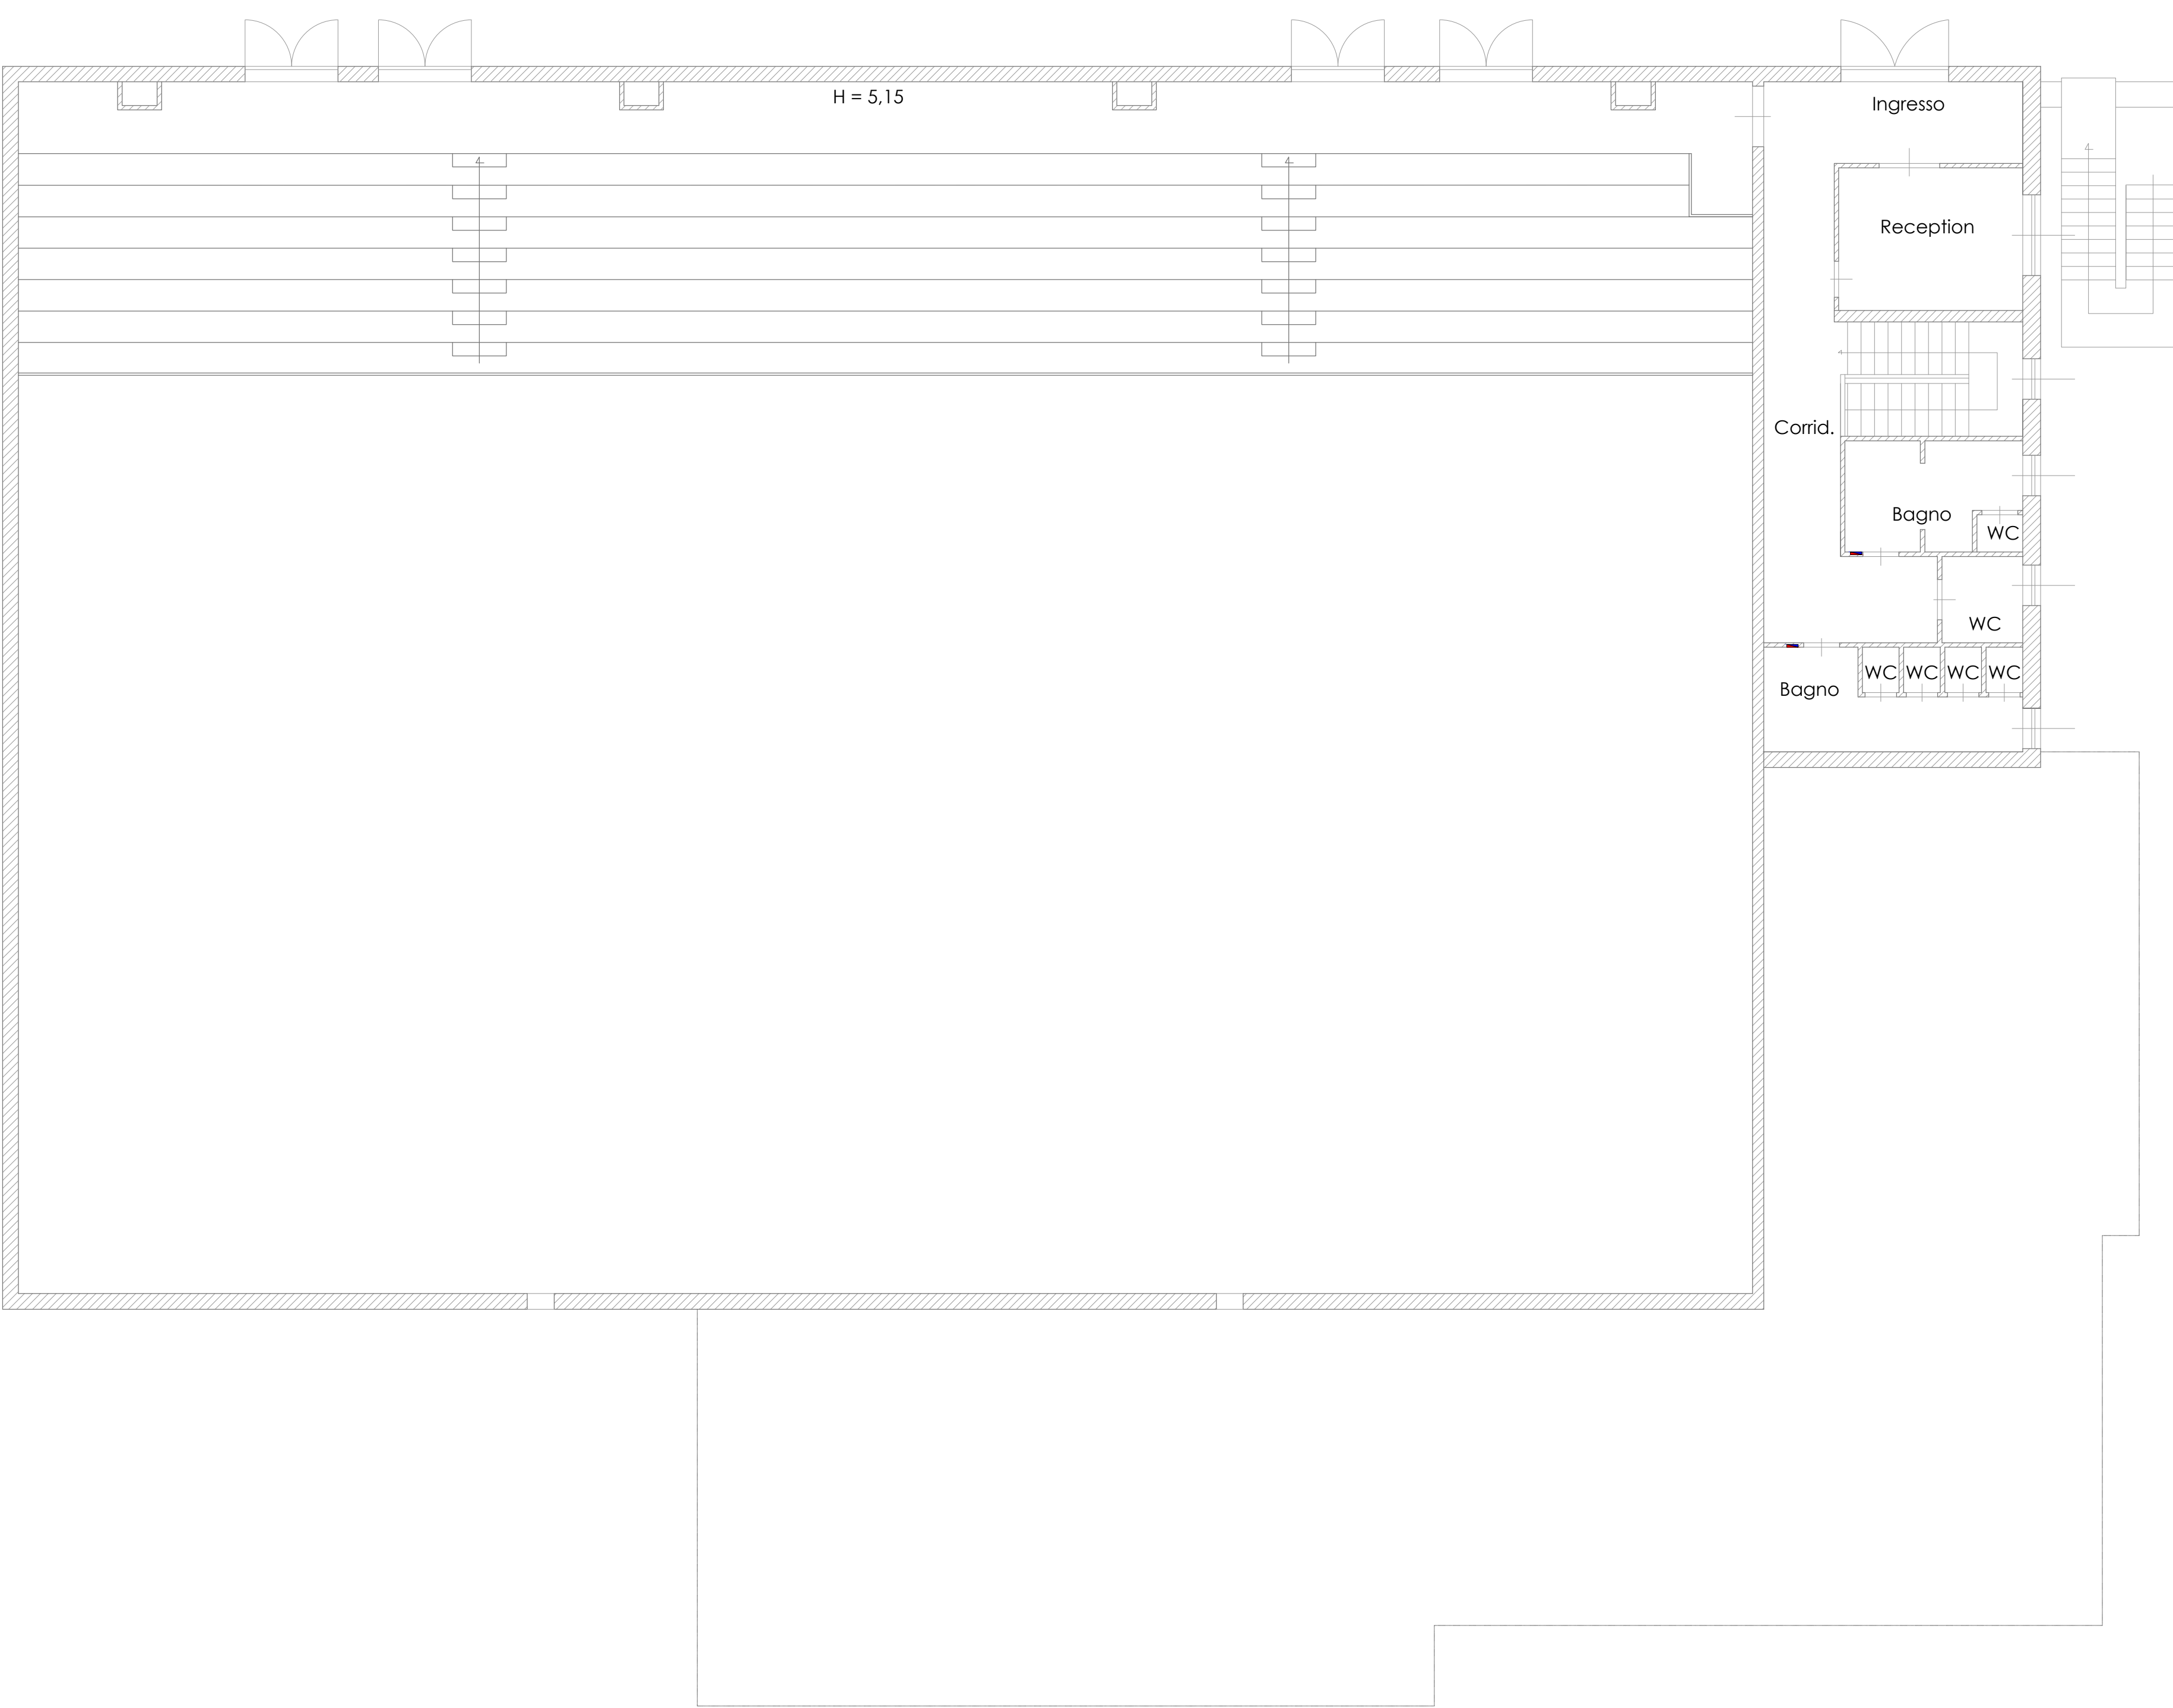 H = 5,15
Ingresso
Reception
Corrid.
Bagno
WC
WC
WC
WC
WC
WC
Bagno